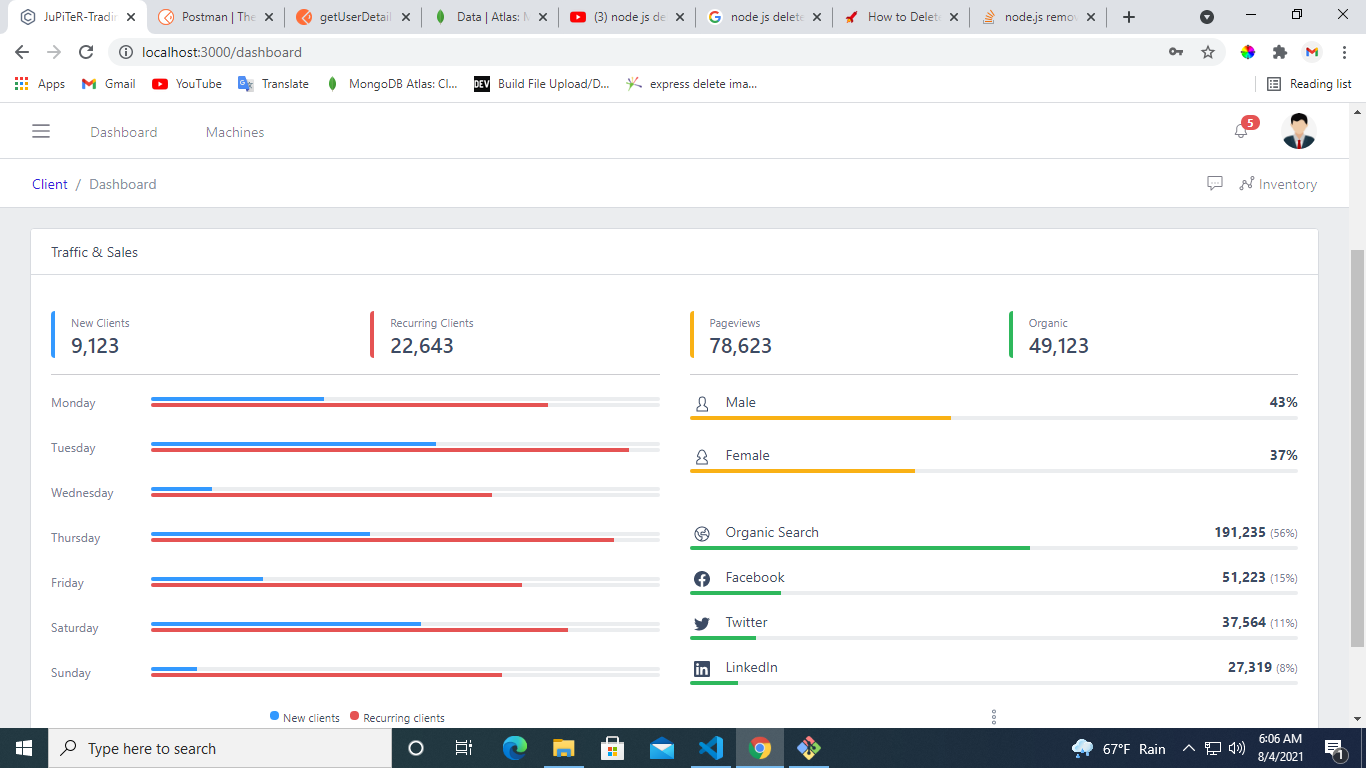 JuPiTeR-Tradin
Postman | The
getUserDetail
Data | Atlas: M
(3) node js de
node js delete
How to Delete
node.js remov
localhost:3000/dashboard
Apps
Gmail
YouTube
Translate
MongoDB Atlas: Cl...
DEV
Build File Upload/D...
express delete ima...
Reading list
Dashboard
Machines
5
Client / Dashboard
Inventory
Traffic & Sales
New Clients
9,123
Recurring Clients
22,643
Pageviews
78,623
Organic
49,123
Monday
Tuesday
Wednesday
Thursday
Friday
Saturday
Sunday
New clients
Recurring clients
Male
43%
Female
37%
Organic Search
191,235 (56%)
Facebook
51,223 (15%)
Twitter
37,564 (11%)
LinkedIn
27,319 (8%)
Type here to search
67°F Rain
6:06 AM
8/4/2021
1